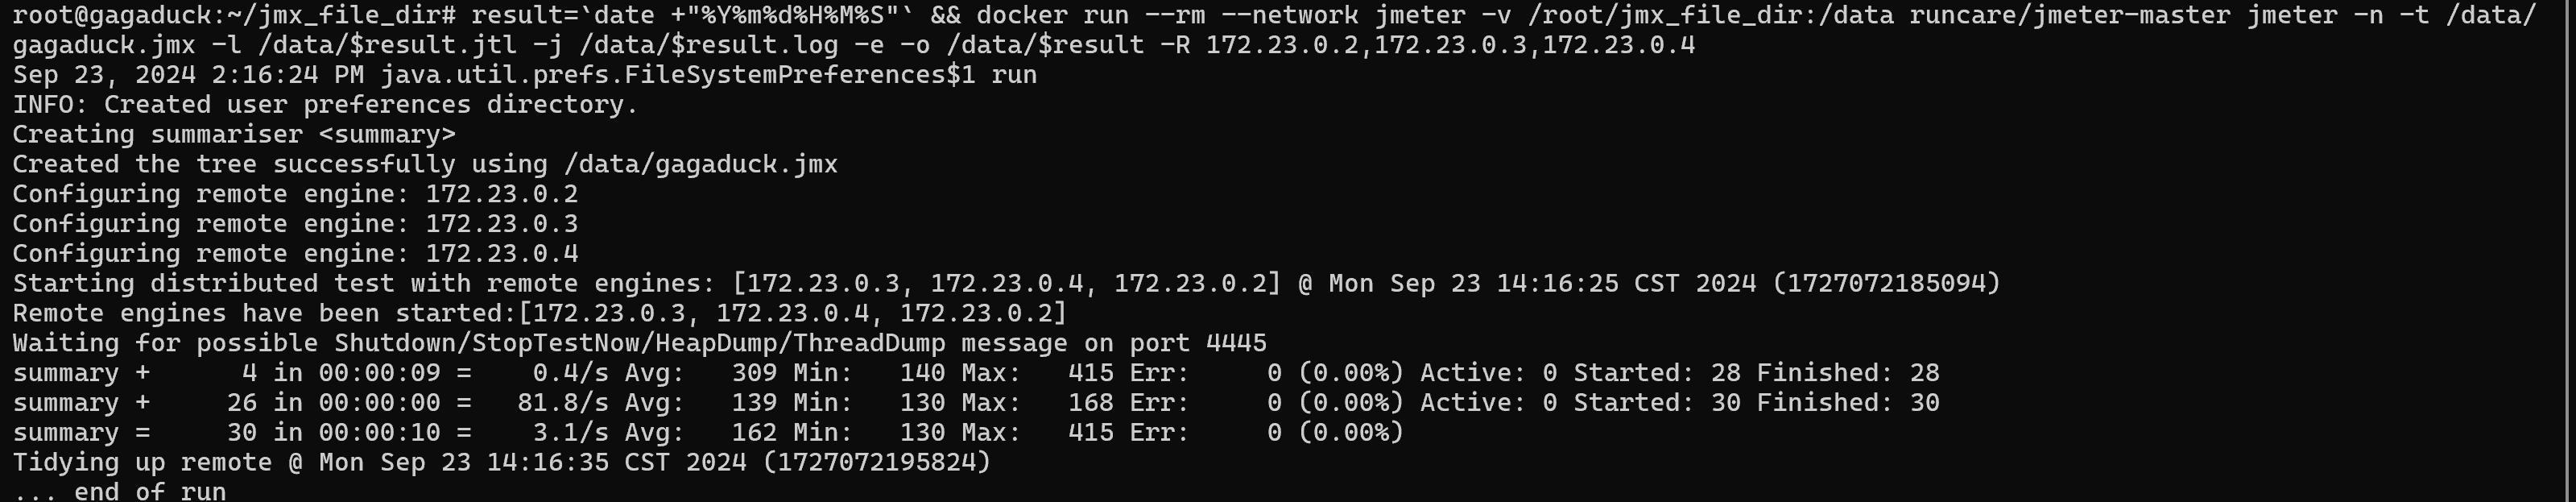 root@gagaduck:~/jmx_file_dir# result=`date +"%Y%m%d%H%M%S"` && docker run --rm --network jmeter -v /root/jmx_file_dir:/data runcare/jmeter-master jmeter -n -t /data/
gagaduck.jmx -l /data/$result.jtl -j /data/$result.log -e -o /data/$result -R 172.23.0.2,172.23.0.3,172.23.0.4
Sep 23, 2024 2:16:24 PM java.util.prefs.FileSystemPreferences$1 run
INFO: Created user preferences directory.
Creating summariser <summary>
Created the tree successfully using /data/gagaduck.jmx
Configuring remote engine: 172.23.0.2
Configuring remote engine: 172.23.0.3
Configuring remote engine: 172.23.0.4
Starting distributed test with remote engines: [172.23.0.3, 172.23.0.4, 172.23.0.2] @ Mon Sep 23 14:16:25 CST 2024 (1727072185094)
Remote engines have been started:[172.23.0.3, 172.23.0.4, 172.23.0.2]
Waiting for possible Shutdown/StopTestNow/HeapDump/ThreadDump message on port 4445
summary +      4 in 00:00:09 =    0.4/s Avg:   309 Min:   140 Max:   415 Err:     0 (0.00%) Active: 0 Started: 28 Finished: 28
summary +     26 in 00:00:00 =   81.8/s Avg:   139 Min:   130 Max:   168 Err:     0 (0.00%) Active: 0 Started: 30 Finished: 30
summary =     30 in 00:00:10 =    3.1/s Avg:   162 Min:   130 Max:   415 Err:     0 (0.00%)
Tidying up remote @ Mon Sep 23 14:16:35 CST 2024 (1727072195824)
... end of run